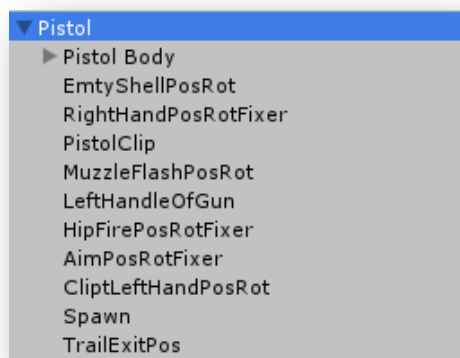 Pistol
Pistol Body
EmtyShellPosRot
RightHandPosRotFixer
PistolClip
MuzzleFlashPosRot
LeftHandleOfGun
HipFirePosRotFixer
AimPosRotFixer
CliptLeftHandPosRot
Spawn
TrailExitPos